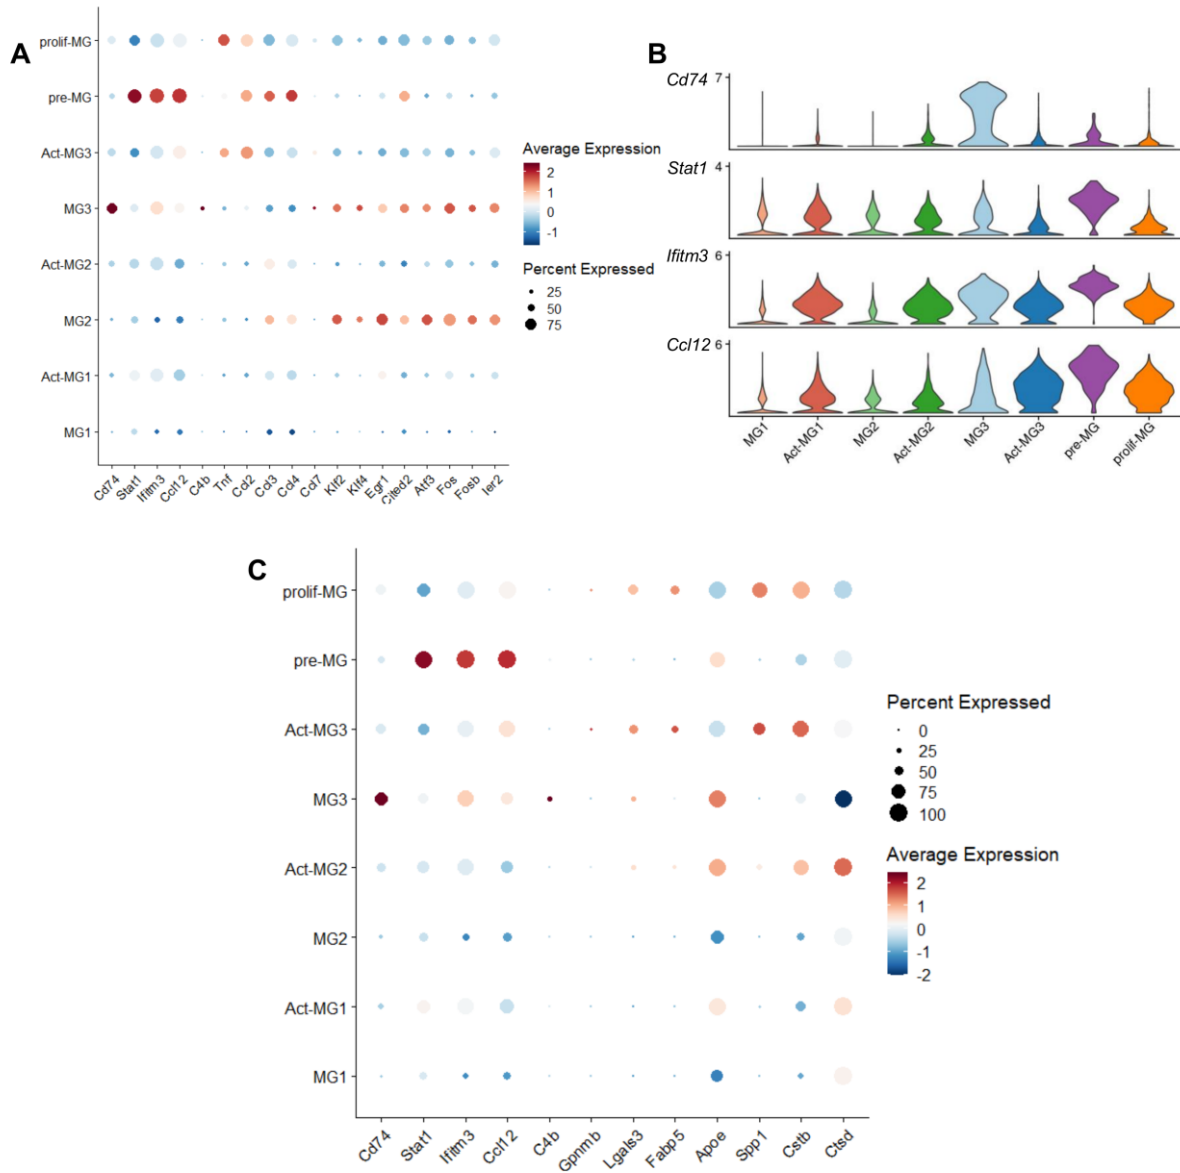 A
prolif-MG
pre-MG
Act-MG3
MG3
Act-MG2
MG2
Act-MG1
MG1
Cd74 Stat1 Ifitm3 Ccl12 C4b Tnf Ccl2 Ccl3 Ccl4 Ccl7 Klf2 Klf4 Egr1 Cited2 Atf3 Fos Fosb Ier2
Average Expression
2
1
0
-1
Percent Expressed
25
50
75
B
Cd74 7
Stat1 4
Ifitm3 6
Ccl12 6
MG1 Act-MG1 MG2 Act-MG2 MG3 Act-MG3 pre-MG prolif-MG
C
prolif-MG
pre-MG
Act-MG3
MG3
Act-MG2
MG2
Act-MG1
MG1
Cd74 Stat1 Ifitm3 Ccl12 C4b Gpnmb Lgals3 Fabp5 Apoe Spp1 Cstb Ctsd
Percent Expressed
0
25
50
75
100
Average Expression
2
1
0
-1
-2